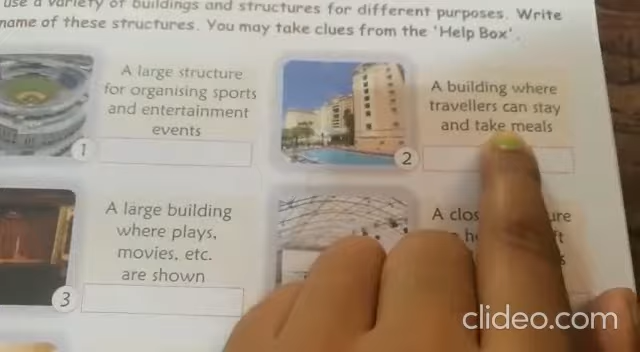 use a variety of buildings and structures for different purposes. Write
name of these structures. You may take clues from the 'Help Box'.
A large structure
for organising sports
and entertainment
events
1
A building where
travellers can stay
and take meals
2
A large building
where plays,
movies, etc.
are shown
3
A clos
clideo.com